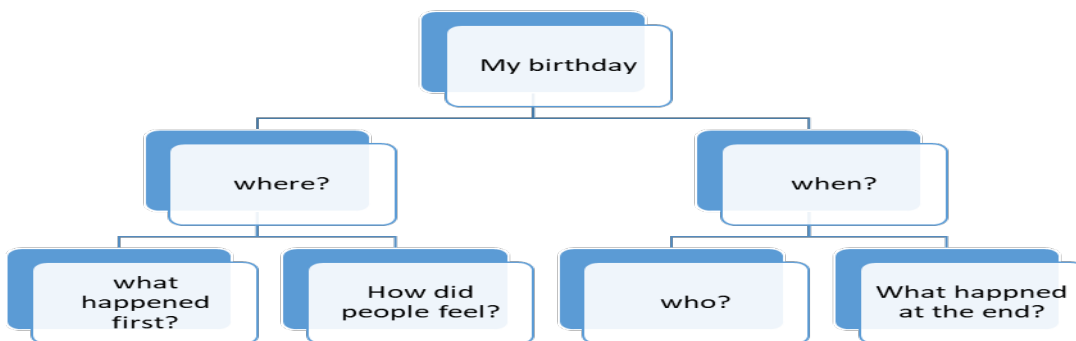 My birthday
where?
when?
what
happened
first?
How did
people feel?
who?
What happned
at the end?